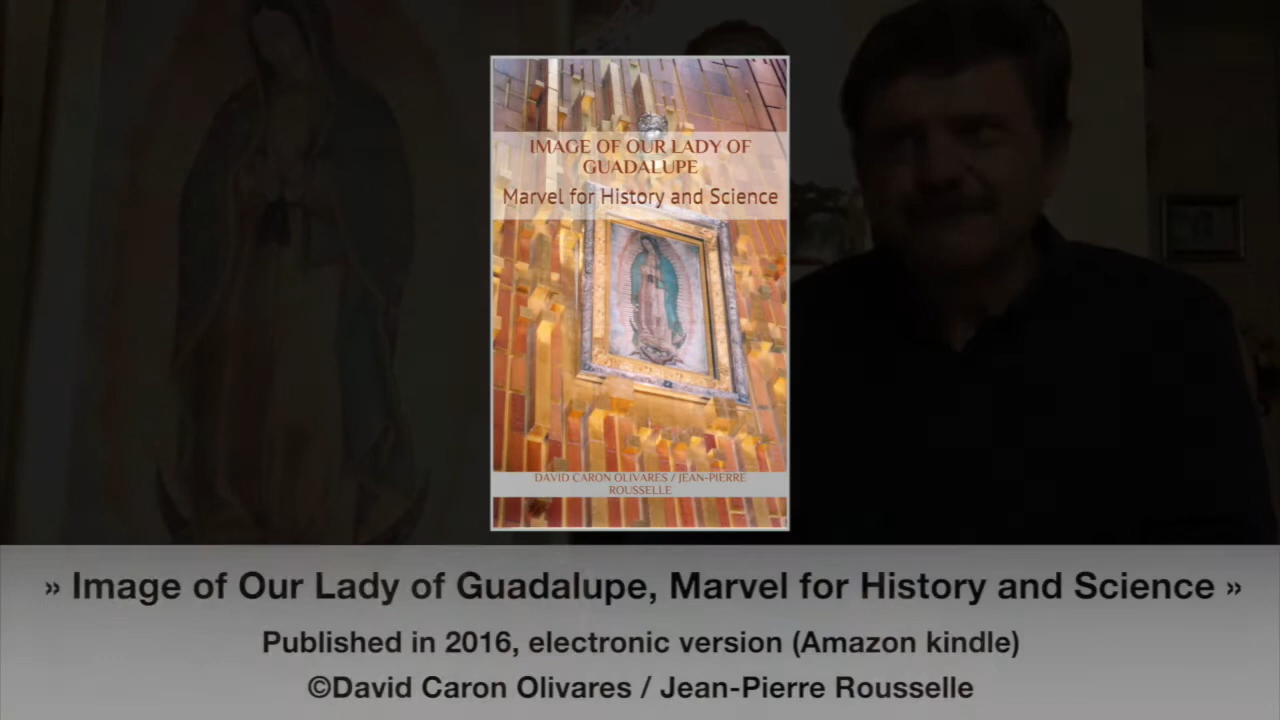 IMAGE OF OUR LADY OF
GUADALUPE
Marvel for History and Science
DAVID CARON OLIVARES / JEAN-PIERRE
ROUSSELLE
» Image of Our Lady of Guadalupe, Marvel for History and Science »
Published in 2016, electronic version (Amazon kindle)
©David Caron Olivares / Jean-Pierre Rousselle